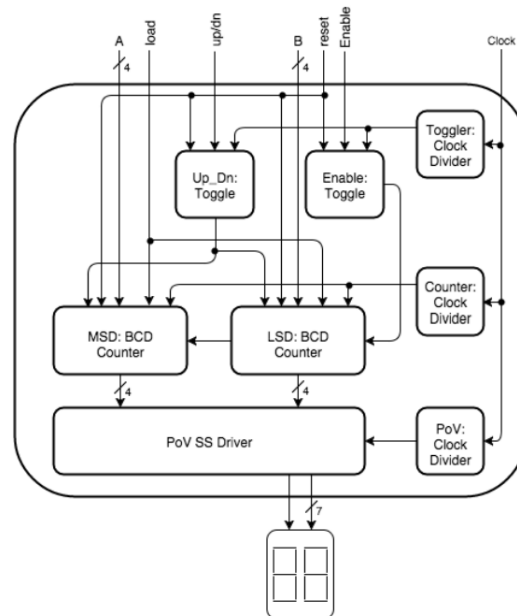 A
load
up/dn
B
reset
Enable
Clock
4
4
Toggler:
Clock
Divider
Up_Dn:
Toggle
Enable:
Toggle
Counter:
Clock
Divider
MSD: BCD
Counter
LSD: BCD
Counter
4
4
PoV SS Driver
PoV:
Clock
Divider
7